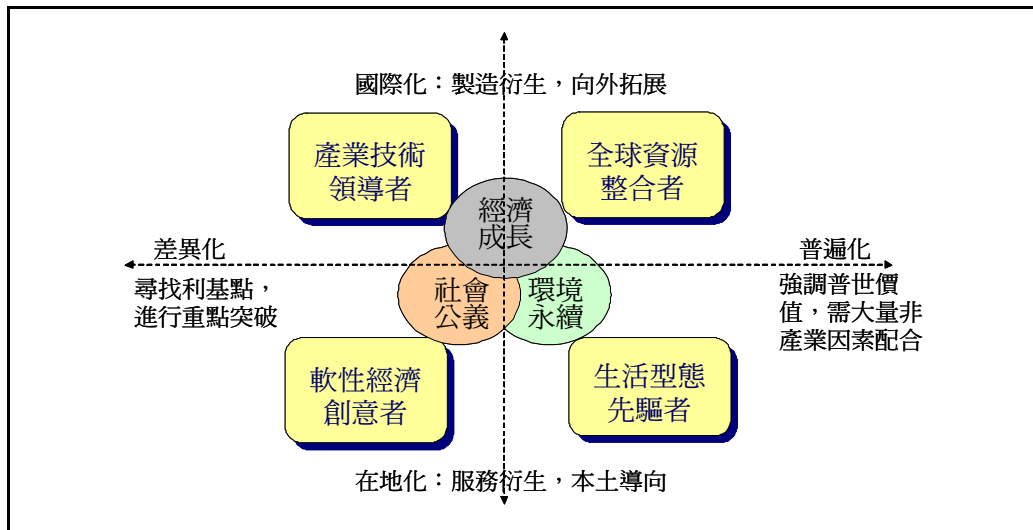 國際化：製造衍生，向外拓展
產業技術
領導者
全球資源
整合者
經濟
成長
差異化
普遍化
尋找利基點，
進行重點突破
社會
公義
環境
永續
強調普世價
值，需大量非
產業因素配合
軟性經濟
創意者
生活型態
先驅者
在地化：服務衍生，本土導向